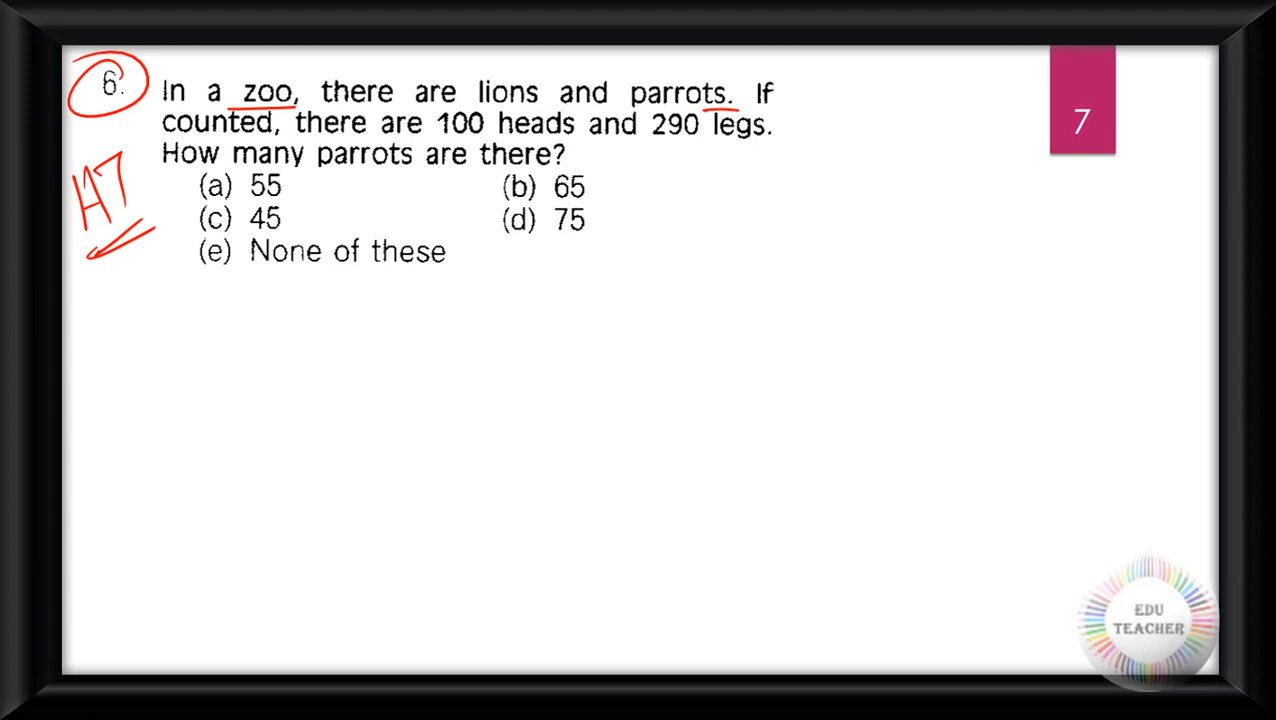 6.
In a zoo, there are lions and parrots. If
counted, there are 100 heads and 290 legs.
How many parrots are there?
(a) 55 (b) 65
(c) 45 (d) 75
(e) None of these
7
EDU
TEACHER